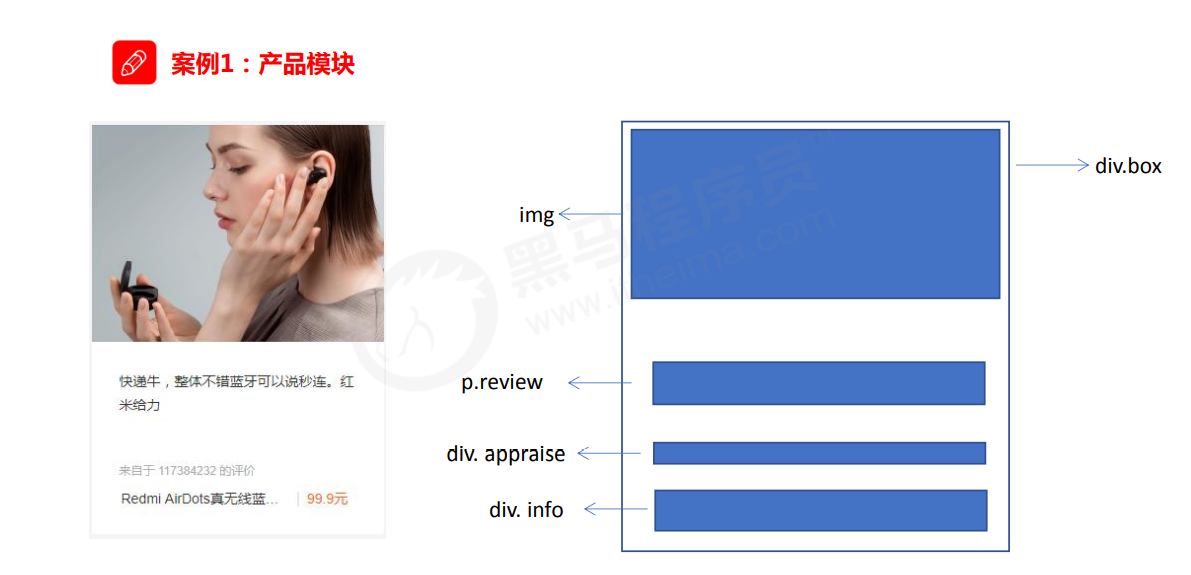 案例1：产品模块
快递牛，整体不错蓝牙可以说秒连。红
米给力
来自于 117384232 的评价
Redmi AirDots真无线蓝...
99.9元
img
p.review
div. appraise
div. info
div.box
黑马程序员™
www.itheima.com